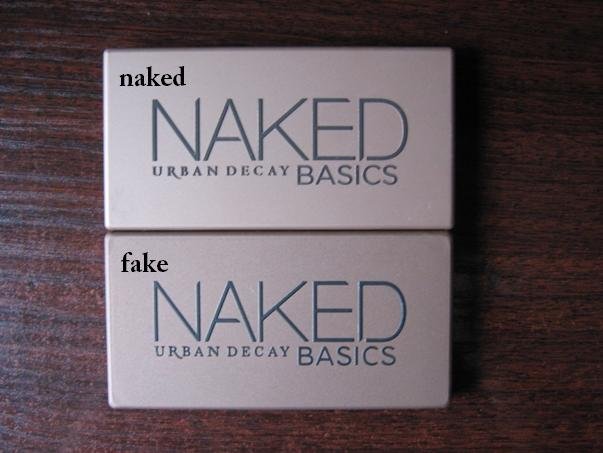 naked
NAKED
URBAN DECAY BASICS
fake
NAKED
URBAN DECAY BASICS